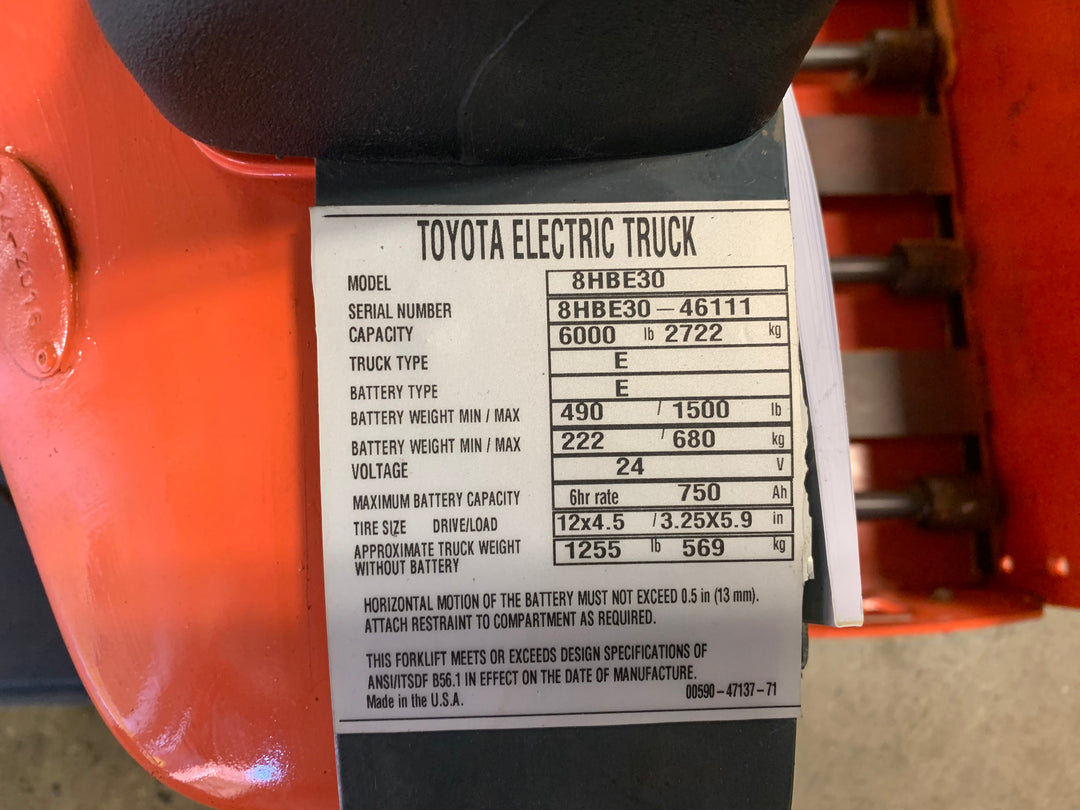 TOYOTA ELECTRIC TRUCK
MODEL 8HBE30
SERIAL NUMBER 8HBE30－46111
CAPACITY 6000 lb 2722 kg
TRUCK TYPE E
BATTERY TYPE E
BATTERY WEIGHT MIN / MAX 490 / 1500 lb
BATTERY WEIGHT MIN / MAX 222 / 680 kg
VOLTAGE 24 V
MAXIMUM BATTERY CAPACITY 6hr rate 750 Ah
TIRE SIZE DRIVE/LOAD 12x4.5 / 3.25X5.9 in
APPROXIMATE TRUCK WEIGHT 1255 lb 569 kg
WITHOUT BATTERY
HORIZONTAL MOTION OF THE BATTERY MUST NOT EXCEED 0.5 in (13 mm).
ATTACH RESTRAINT TO COMPARTMENT AS REQUIRED.
THIS FORKLIFT MEETS OR EXCEEDS DESIGN SPECIFICATIONS OF
ANSI/ITSDF B56.1 IN EFFECT ON THE DATE OF MANUFACTURE.
Made in the U.S.A. 00590－47137－71